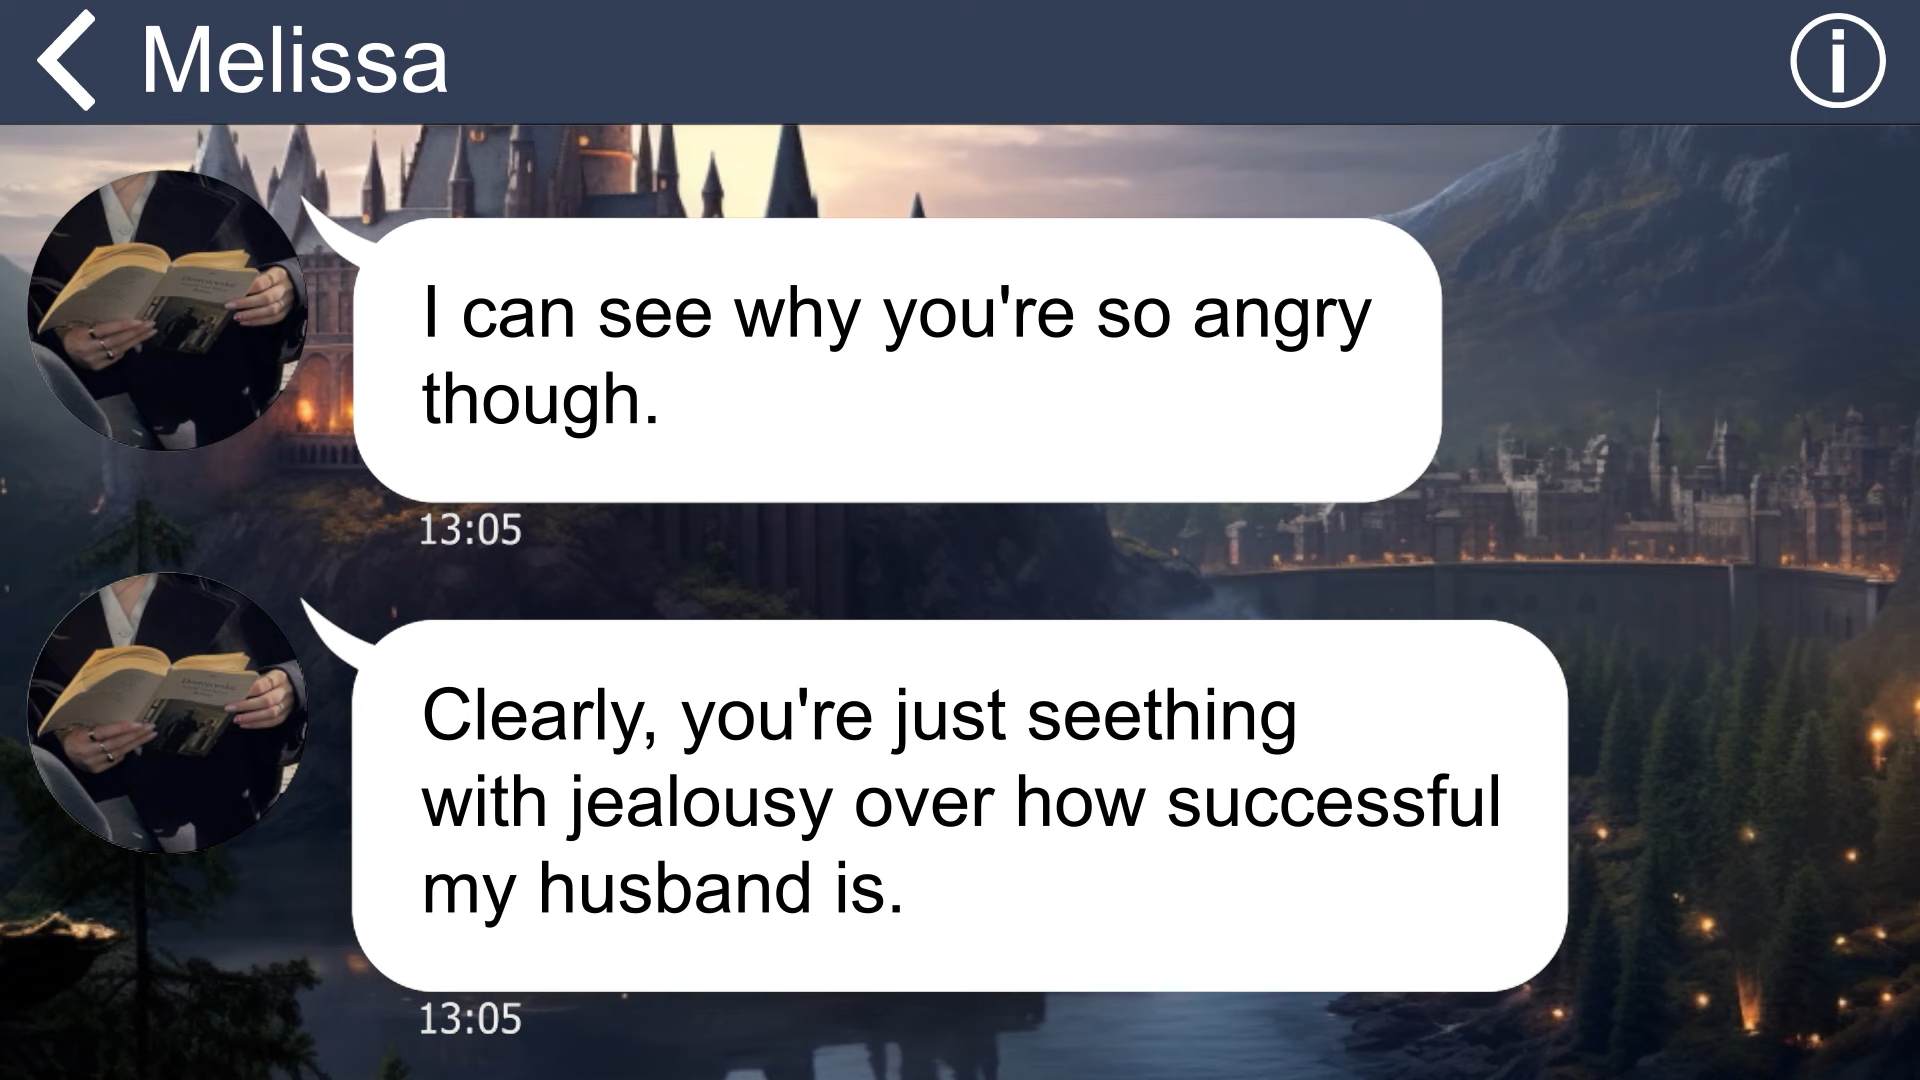 Melissa
I can see why you're so angry
though.
13:05
Clearly, you're just seething
with jealousy over how successful
my husband is.
13:05